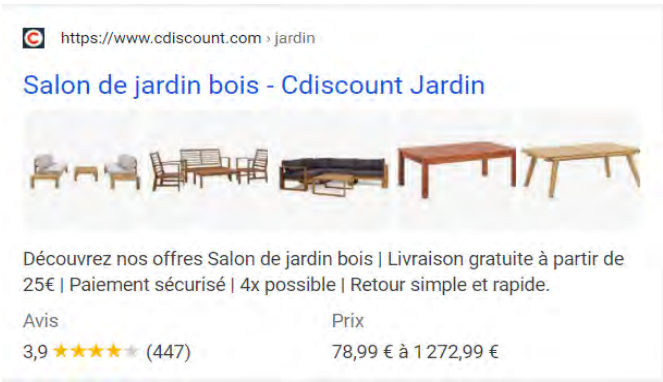 https://www.cdiscount.com › jardin
Salon de jardin bois - Cdiscount Jardin
Découvrez nos offres Salon de jardin bois | Livraison gratuite à partir de
25€ | Paiement sécurisé | 4x possible | Retour simple et rapide.
Avis Prix
3,9 ★★★★★ (447) 78,99 € à 1 272,99 €